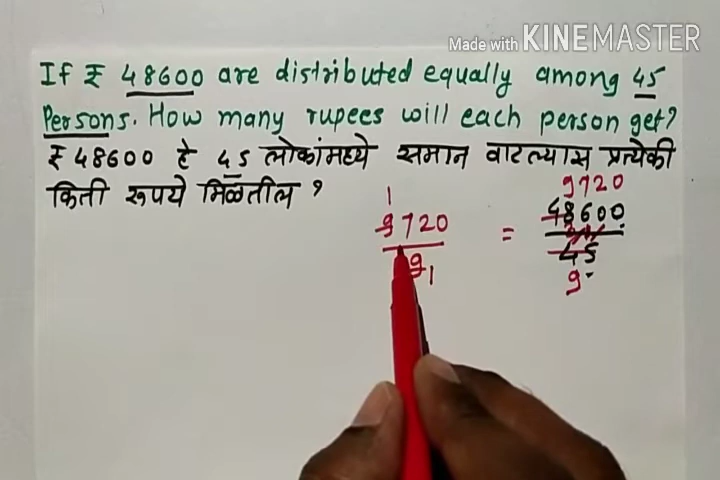 Made with KINEMASTER
If ₹ 48600 are distributed equally among 45
Persons. How many rupees will each person get?
₹ 48600 हे 45 लोकांमध्ये समान वाटल्यास प्रत्येकी
किती रूपये मिळतील ?
1
9720
9 1
=
9720
48600
45
9